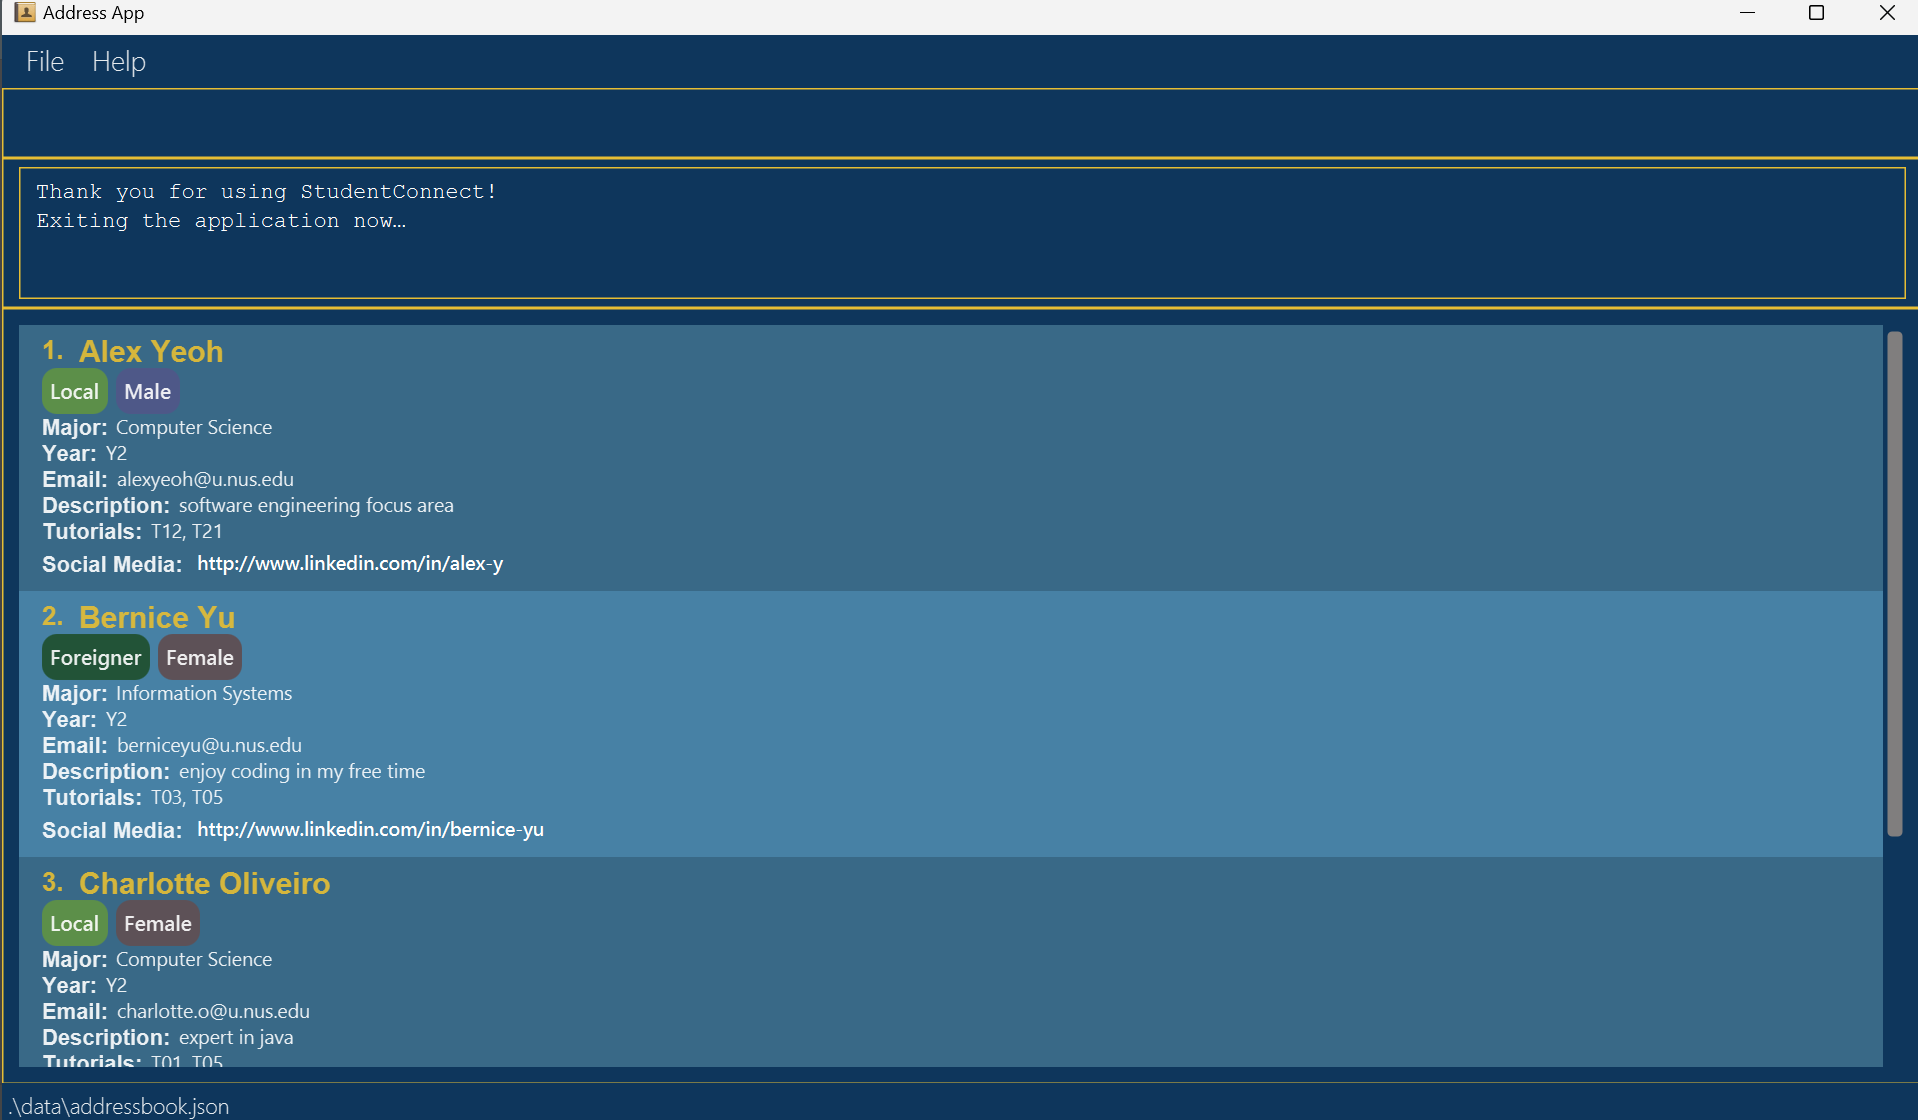 Address App
File Help
Thank you for using StudentConnect!
Exiting the application now…
1. Alex Yeoh
Local Male
Major: Computer Science
Year: Y2
Email: alexyeoh@u.nus.edu
Description: software engineering focus area
Tutorials: T12, T21
Social Media: http://www.linkedin.com/in/alex-y
2. Bernice Yu
Foreigner Female
Major: Information Systems
Year: Y2
Email: berniceyu@u.nus.edu
Description: enjoy coding in my free time
Tutorials: T03, T05
Social Media: http://www.linkedin.com/in/bernice-yu
3. Charlotte Oliveiro
Local Female
Major: Computer Science
Year: Y2
Email: charlotte.o@u.nus.edu
Description: expert in java
Tutorials: T01, T05
.\data\addressbook.json